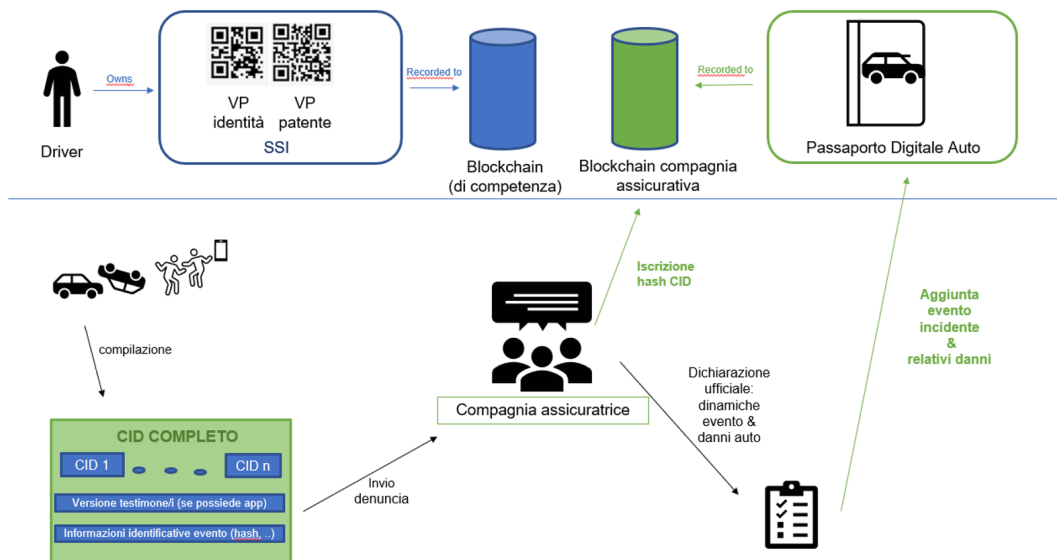 Owns
Driver
VP
identità
VP
patente
SSI
Recorded to
Blockchain
(di competenza)
Blockchain compagnia
assicurativa
Recorded to
Passaporto Digitale Auto
compilazione
CID COMPLETO
CID 1
CID n
Versione testimone/i (se possiede app)
Informazioni identificative evento (hash, ..)
Invio
denuncia
Compagnia assicuratrice
Iscrizione
hash CID
Dichiarazione
ufficiale:
dinamiche
evento &
danni auto
Aggiunta
evento
incidente
&
relativi danni